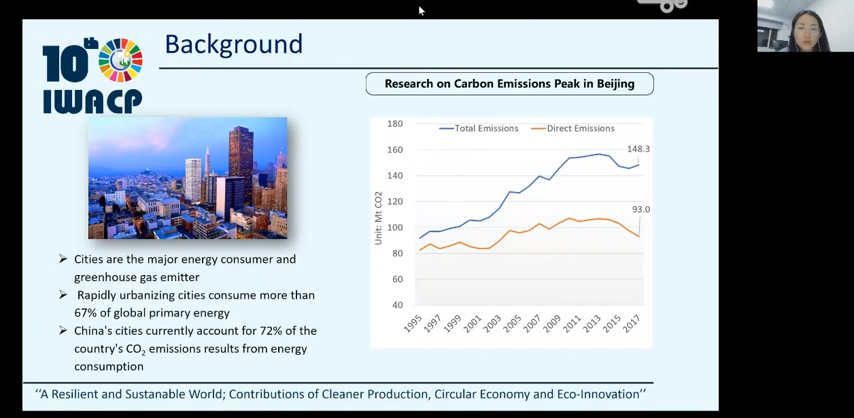 10th
IWACP
Background
Research on Carbon Emissions Peak in Beijing
Total Emissions
Direct Emissions
180
160
140
120
100
80
60
40
Unit: Mt CO2
148.3
93.0
1995
1997
1999
2001
2003
2005
2007
2009
2011
2013
2015
2017
Cities are the major energy consumer and
greenhouse gas emitter
Rapidly urbanizing cities consume more than
67% of global primary energy
China's cities currently account for 72% of the
country's CO2 emissions results from energy
consumption
“A Resilient and Sustanable World; Contributions of Cleaner Production, Circular Economy and Eco-Innovation”